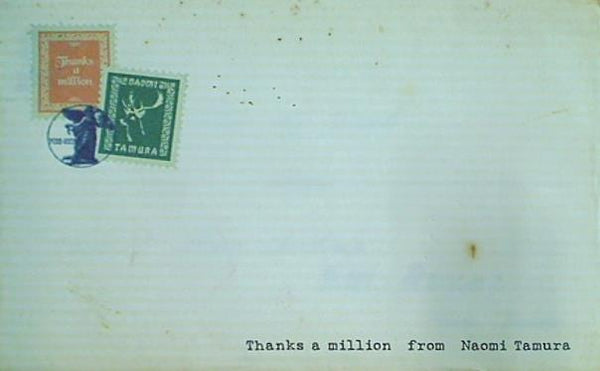 Thanks
a
million
NAOMI
TAMURA
Thanks a million from Naomi Tamura